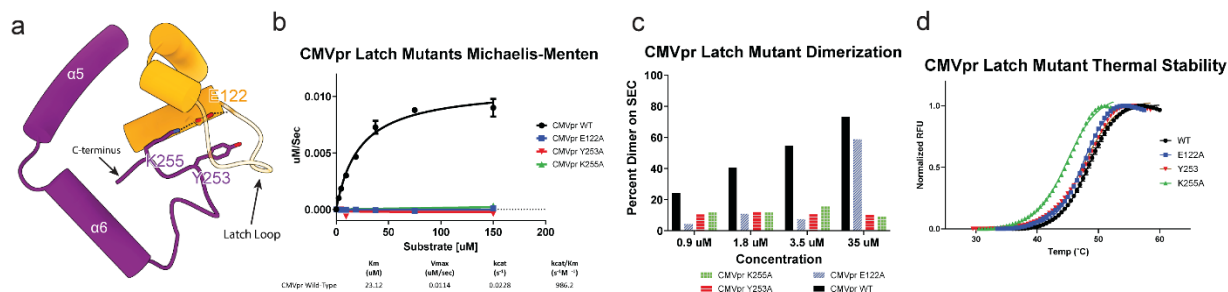 a
α5
E122
K255
Y253
C-terminus
α6
Latch Loop
b
CMVpr Latch Mutants Michaelis-Menten
uM/Sec
0.010
0.005
0.000
0
50
100
150
200
Substrate [uM]
CMVpr WT
CMVpr E122A
CMVpr Y253A
CMVpr K255A
Km Vmax kcat kcat/Km
(uM) (uM/sec) (s⁻¹) (s⁻¹M⁻¹)
CMVpr Wild-Type 23.12 0.0114 0.0228 986.2
c
CMVpr Latch Mutant Dimerization
Percent Dimer on SEC
100
80
60
40
20
0
0.9 uM 1.8 uM 3.5 uM 35 uM
Concentration
CMVpr K255A CMVpr E122A
CMVpr Y253A CMVpr WT
d
CMVpr Latch Mutant Thermal Stability
Normalized RFU
1.0
0.5
0.0
30 40 50 60
Temp (°C)
WT
E122A
Y253
K255A